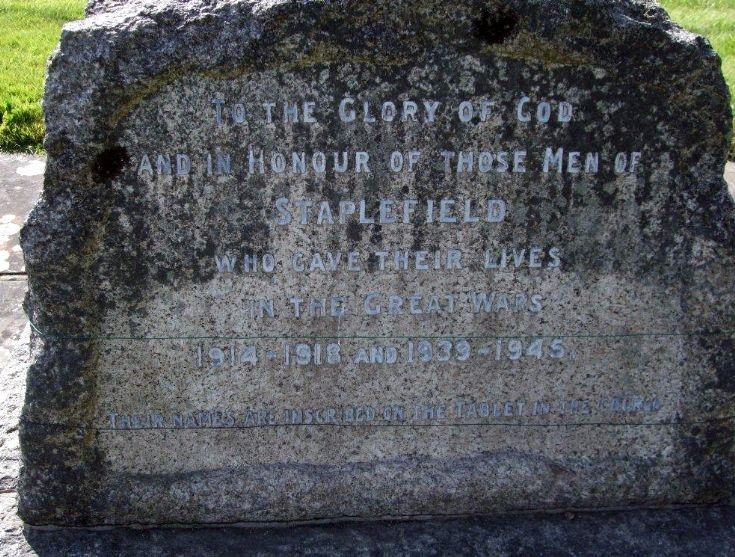 TO THE GLORY OF GOD
AND IN HONOUR OF THOSE MEN OF
STAPLEFIELD
WHO GAVE THEIR LIVES
IN THE GREAT WARS
1914-1918 AND 1939-1945.
THEIR NAMES ARE INSCRIBED ON THE TABLET IN THE CHURCH